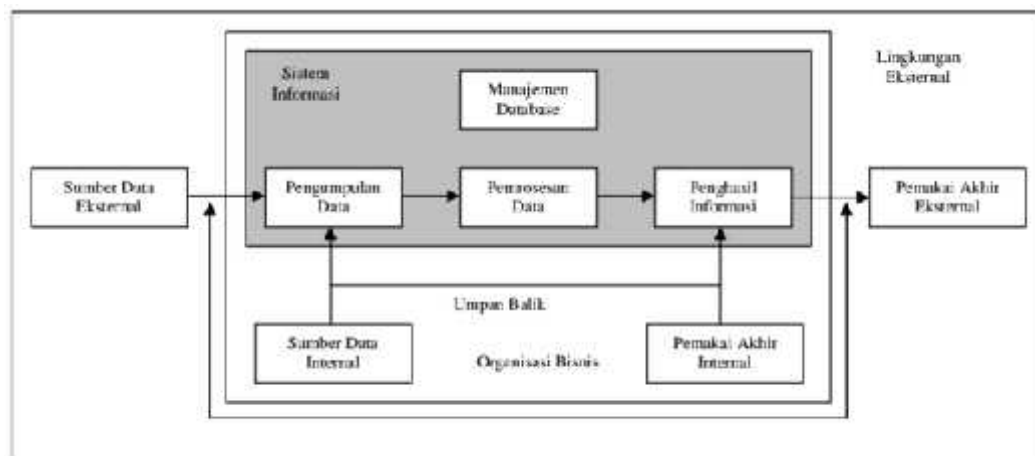 Lingkungan
Eksternal
Sistem
Informasi
Manajemen
Database
Sumber Data
Eksternal
Pengumpulan
Data
Pemrosesan
Data
Penghasil
Informasi
Pemakai Akhir
Eksternal
Umpan Balik
Sumber Data
Internal
Organisasi Bisnis
Pemakai Akhir
Internal